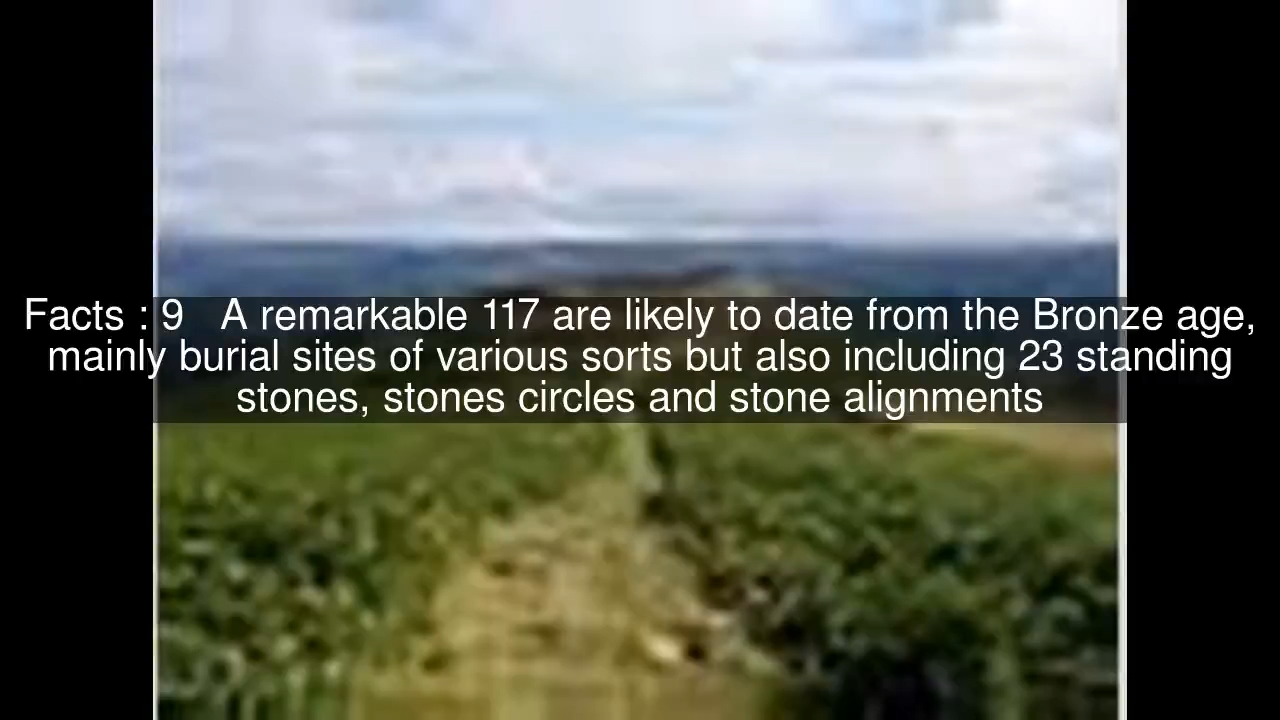 Facts : 9   A remarkable 117 are likely to date from the Bronze age,
mainly burial sites of various sorts but also including 23 standing
stones, stones circles and stone alignments